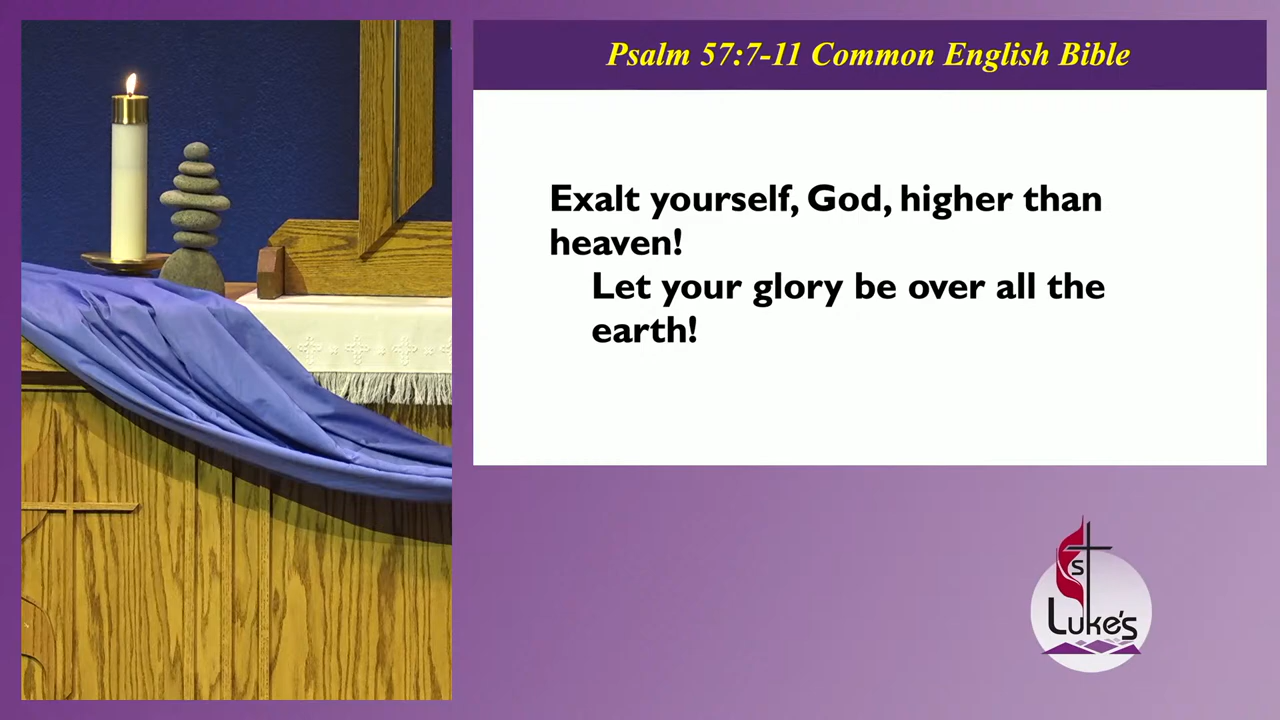 Psalm 57:7-11 Common English Bible
Exalt yourself, God, higher than
heaven!
Let your glory be over all the
earth!
St
Luke's